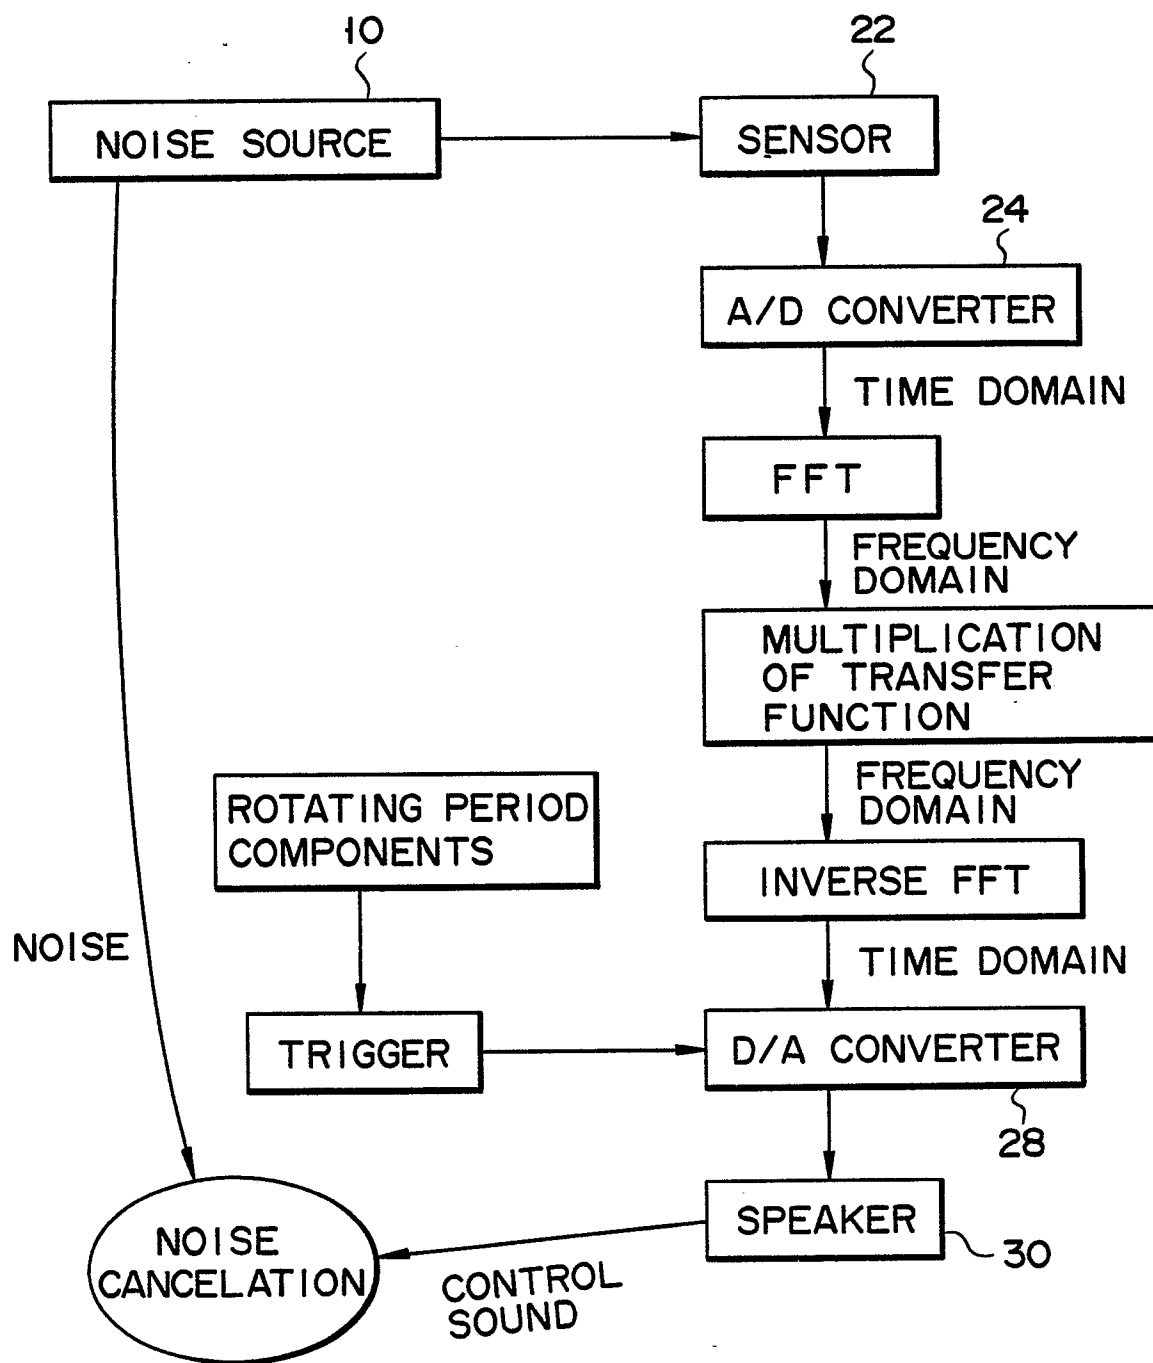 10
22
NOISE SOURCE
SENSOR
24
A/D CONVERTER
TIME DOMAIN
FFT
FREQUENCY
DOMAIN
MULTIPLICATION
OF TRANSFER
FUNCTION
FREQUENCY
DOMAIN
ROTATING PERIOD
COMPONENTS
INVERSE FFT
NOISE
TIME DOMAIN
TRIGGER
D/A CONVERTER
28
SPEAKER
30
NOISE
CANCELATION
CONTROL
SOUND